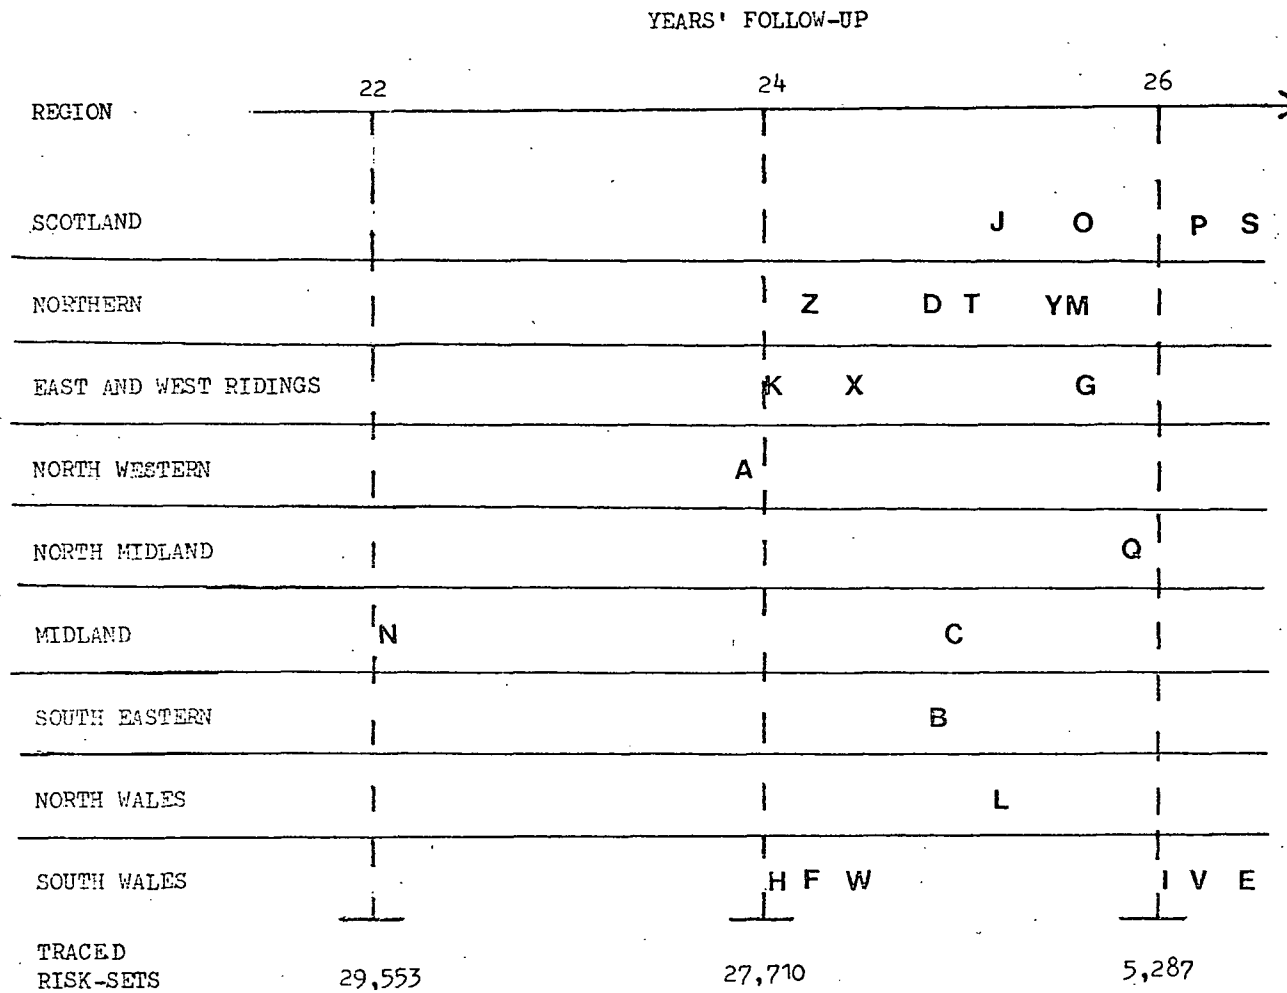 YEARS' FOLLOW-UP
22 24 26
REGION
SCOTLAND J O P S
NORTHERN Z D T Y M
EAST AND WEST RIDINGS K X G
NORTH WESTERN A
NORTH MIDLAND Q
MIDLAND N C
SOUTH EASTERN B
NORTH WALES L
SOUTH WALES H F W I V E
TRACED
RISK-SETS 29,553 27,710 5,287